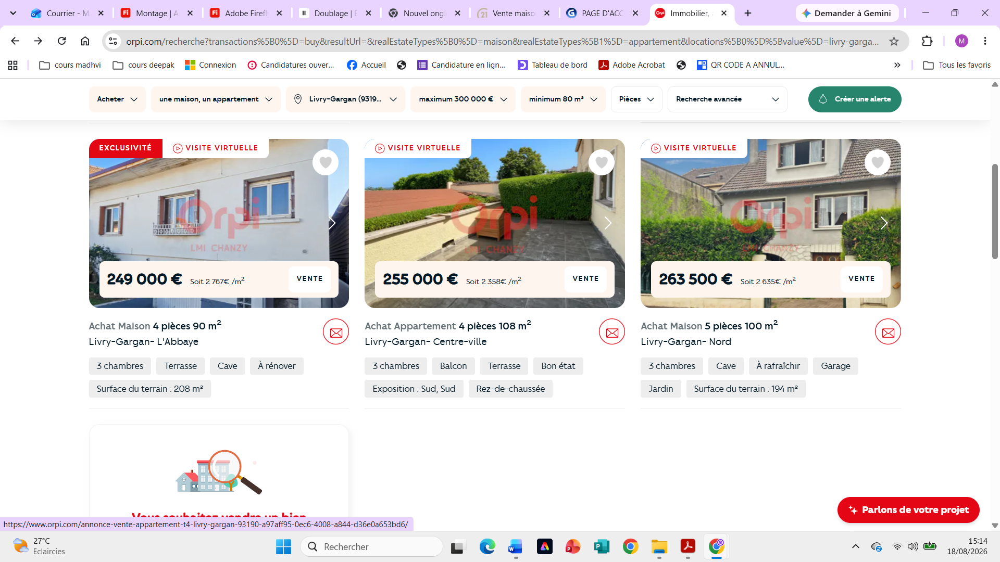 Courrier - M
Montage | A
Adobe Firefl
Doublage | E
Nouvel ongl
Vente maiso
PAGE D'ACC
Immobilier,
Demander à Gemini
orpi.com/recherche?transactions%5B0%5D=buy&resultUrl=&realEstateTypes%5B0%5D=maison&realEstateTypes%5B1%5D=appartement&locations%5B0%5D%5Bvalue%5D=livry-garga...
M
cours madhvi
cours deepak
Connexion
Candidatures ouver...
Accueil
Candidature en lign...
Tableau de bord
Adobe Acrobat
QR CODE A ANNUL...
Tous les favoris
Acheter
une maison, un appartement
Livry-Gargan (9319...
maximum 300 000 €
minimum 80 m²
Pièces
Recherche avancée
Créer une alerte
EXCLUSIVITÉ
VISITE VIRTUELLE
Orpi
LMI CHANZY
249 000 € Soit 2 767€ /m²
VENTE
Achat Maison 4 pièces 90 m²
Livry-Gargan- L'Abbaye
3 chambres
Terrasse
Cave
À rénover
Surface du terrain : 208 m²
VISITE VIRTUELLE
Orpi
LMI CHANZY
255 000 € Soit 2 358€ /m²
VENTE
Achat Appartement 4 pièces 108 m²
Livry-Gargan- Centre-ville
3 chambres
Balcon
Terrasse
Bon état
Exposition : Sud, Sud
Rez-de-chaussée
VISITE VIRTUELLE
Orpi
LMI CHANZY
263 500 € Soit 2 635€ /m²
VENTE
Achat Maison 5 pièces 100 m²
Livry-Gargan- Nord
3 chambres
Cave
À rafraîchir
Garage
Jardin
Surface du terrain : 194 m²
Vous souhaitez vendre un bien
Parlons de votre projet
https://www.orpi.com/annonce-vente-appartement-t4-livry-gargan-93190-a97aff95-0ec6-4008-a844-d36e0a653bd6/
27°C
Eclaircies
Rechercher
15:14
18/08/2026